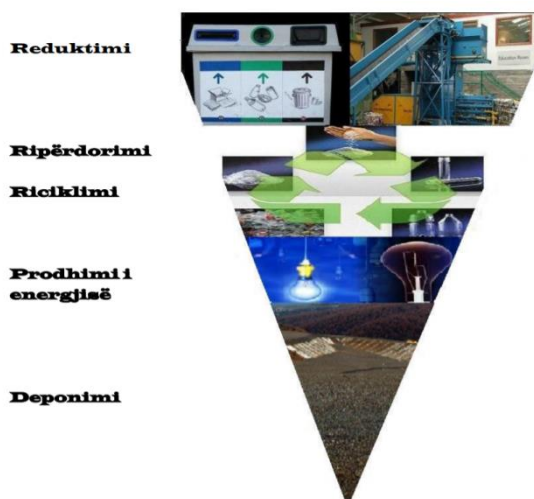 Reduktimi
Ripërdorimi
Riciklimi
Prodhimi i
energjisë
Deponimi